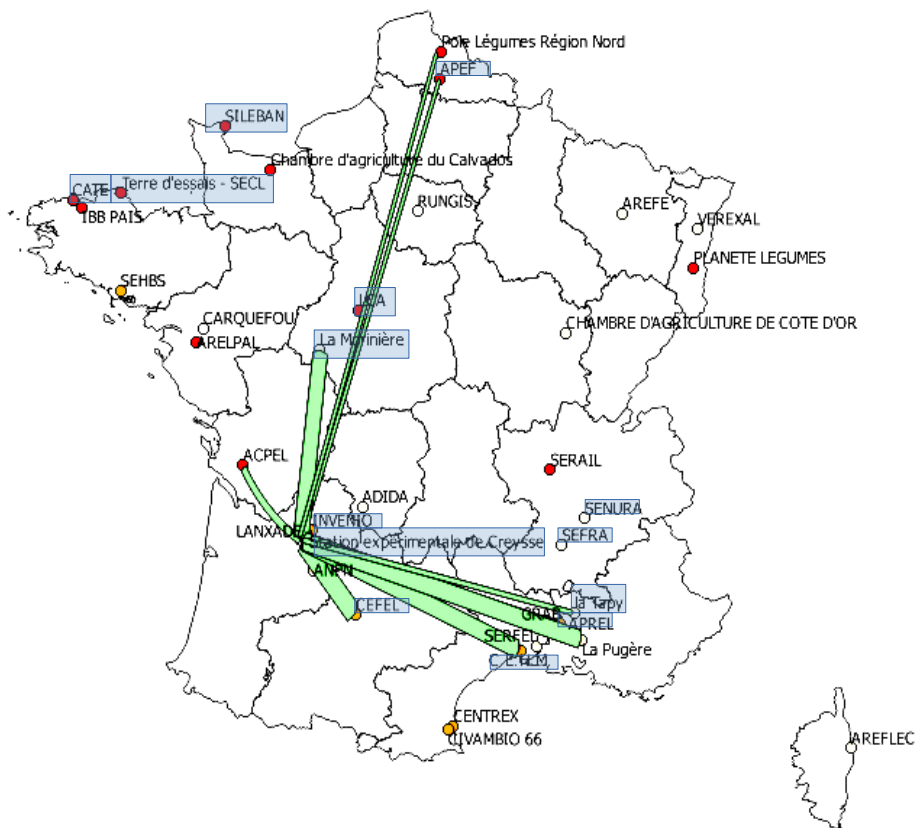 Pôle Légumes Région Nord
APEF
SILEBAN
Chambre d'agriculture du Calvados
Terre d'essais - SECL
CATE
IBB PAIS
RUNGIS
AREFE
VEREXAL
PLANETE LEGUMES
SEHBS
LCA
CARQUEFOU
CHAMBRE D'AGRICULTURE DE COTE D'OR
ARELPAL
La Morinière
ACPEL
SERAIL
ADIDA
SENURA
INVENIO
LANXADE
SEFRA
Station expérimentale de Creysse
ANPN
la Tapy
CEFEL
GRAB
APREL
SERFEL
La Pugère
CENTREX
CIVAMBIO 66
AREFLEC